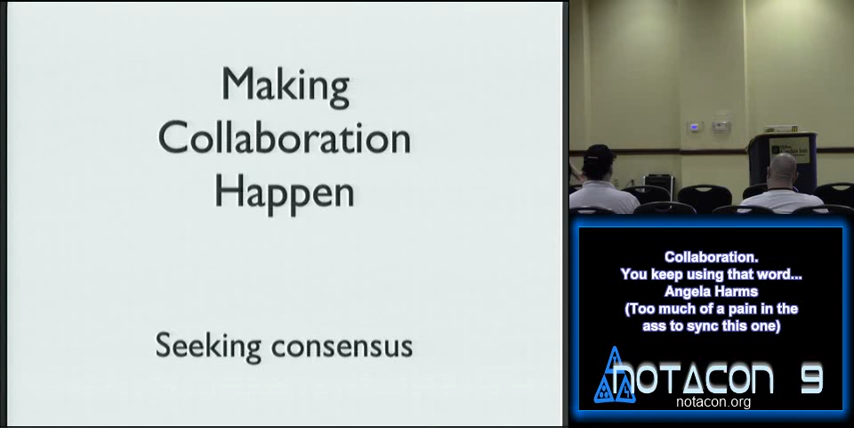 Making
Collaboration
Happen
Seeking consensus
Collaboration.
You keep using that word...
Angela Harms
(Too much of a pain in the
ass to sync this one)
NOTACON 9
notacon.org